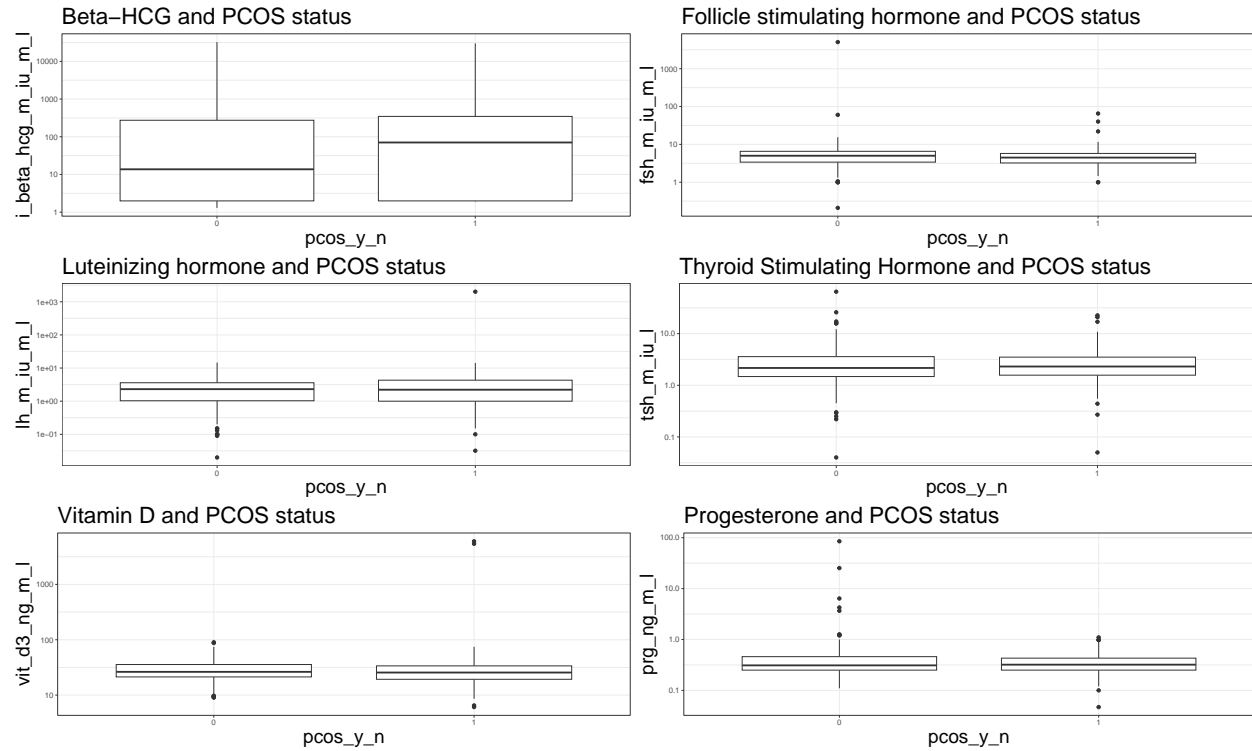 Beta−HCG and PCOS status
i_beta_hcg_m_iu_m_l
10000
1000
100
10
1
0
1
pcos_y_n
Follicle stimulating hormone and PCOS status
fsh_m_iu_m_l
1000
100
10
1
0
1
pcos_y_n
Luteinizing hormone and PCOS status
lh_m_iu_m_l
1e+03
1e+02
1e+01
1e+00
1e−01
0
1
pcos_y_n
Thyroid Stimulating Hormone and PCOS status
tsh_m_iu_l
10.0
1.0
0.1
0
1
pcos_y_n
Vitamin D and PCOS status
vit_d3_ng_m_l
1000
100
10
0
1
pcos_y_n
Progesterone and PCOS status
prg_ng_m_l
100.0
10.0
1.0
0.1
0
1
pcos_y_n